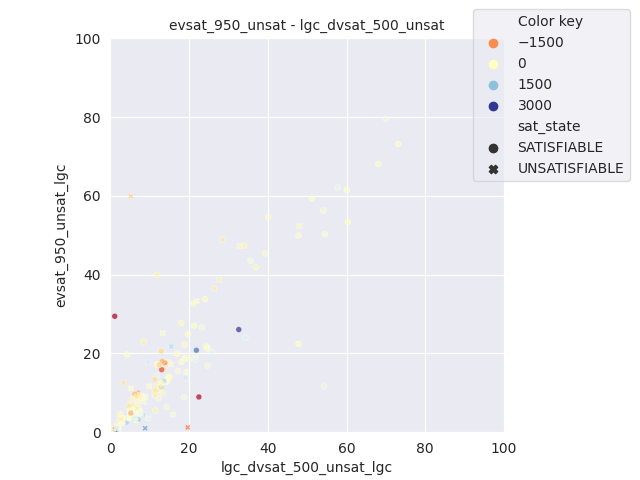 evsat_950_unsat - lgc_dvsat_500_unsat
Color key
−1500
0
1500
3000
sat_state
SATISFIABLE
UNSATISFIABLE
100
80
60
40
20
0
evsat_950_unsat_lgc
0 20 40 60 80 100
lgc_dvsat_500_unsat_lgc